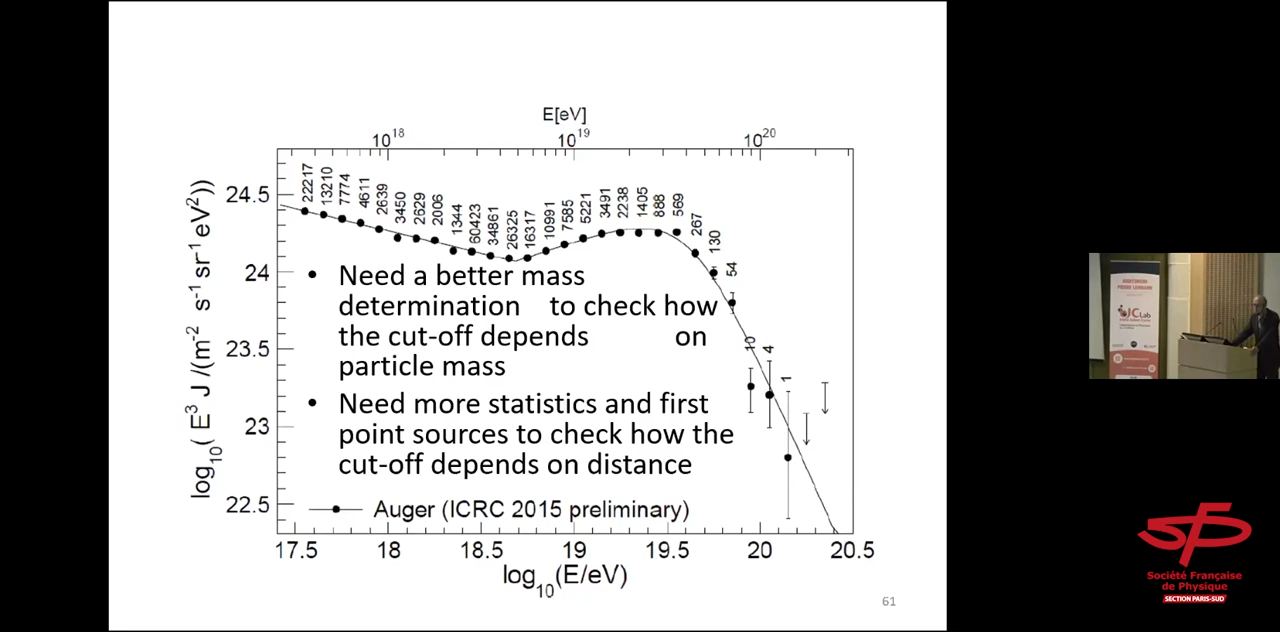 E[eV]
10^18 10^19 10^20
22217 13210 7774 4611 2639 3450 2629 2006 1344 60423 34861 26325 16317 10991 7585 5221 3491 2238 1405 888 569 267 130 54 10 4 1
24.5
24
23.5
23
22.5
log10( E^3 J /(m^-2 s^-1 sr^-1 eV^2))
• Need a better mass
determination to check how
the cut-off depends on
particle mass
• Need more statistics and first
point sources to check how the
cut-off depends on distance
Auger (ICRC 2015 preliminary)
17.5 18 18.5 19 19.5 20 20.5
log10(E/eV)
61
AUDITORIUM
PIERRE LEHMANN
JCLab
sfp
Société Française
de Physique
SECTION PARIS-SUD